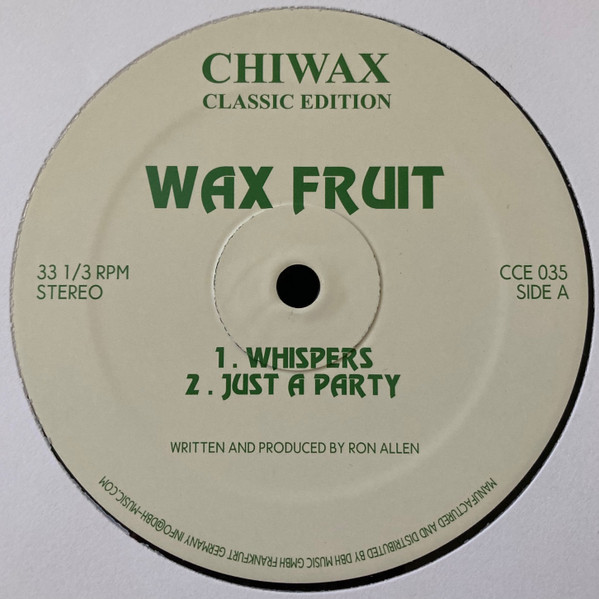 CHIWAX
CLASSIC EDITION
WAX FRUIT
33 1/3 RPM
STEREO
CCE 035
SIDE A
1. WHISPERS
2. JUST A PARTY
WRITTEN AND PRODUCED BY RON ALLEN
MANUFACTURED AND DISTRIBUTED BY DBH MUSIC GMBH FRANKFURT GERMANY INFO@DBH-MUSIC.COM